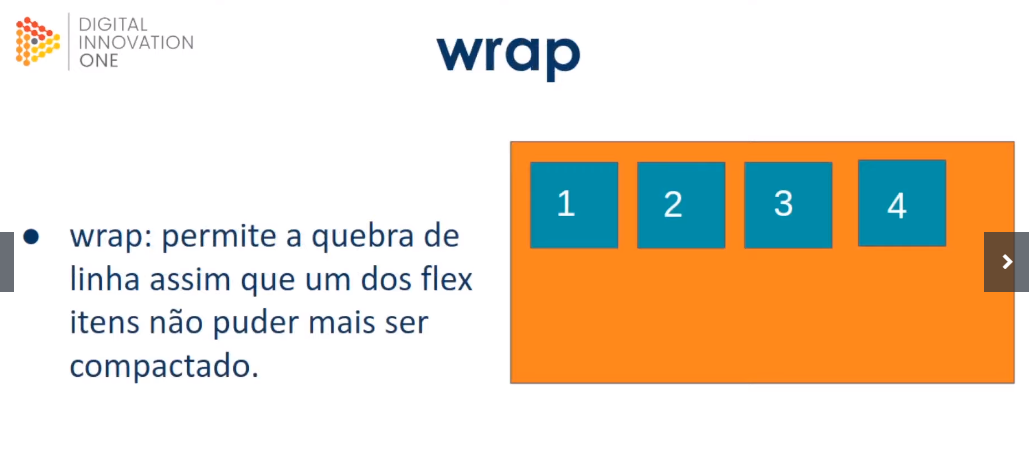 DIGITAL
INNOVATION
ONE
wrap
● wrap: permite a quebra de
linha assim que um dos flex
itens não puder mais ser
compactado.
1 2 3 4